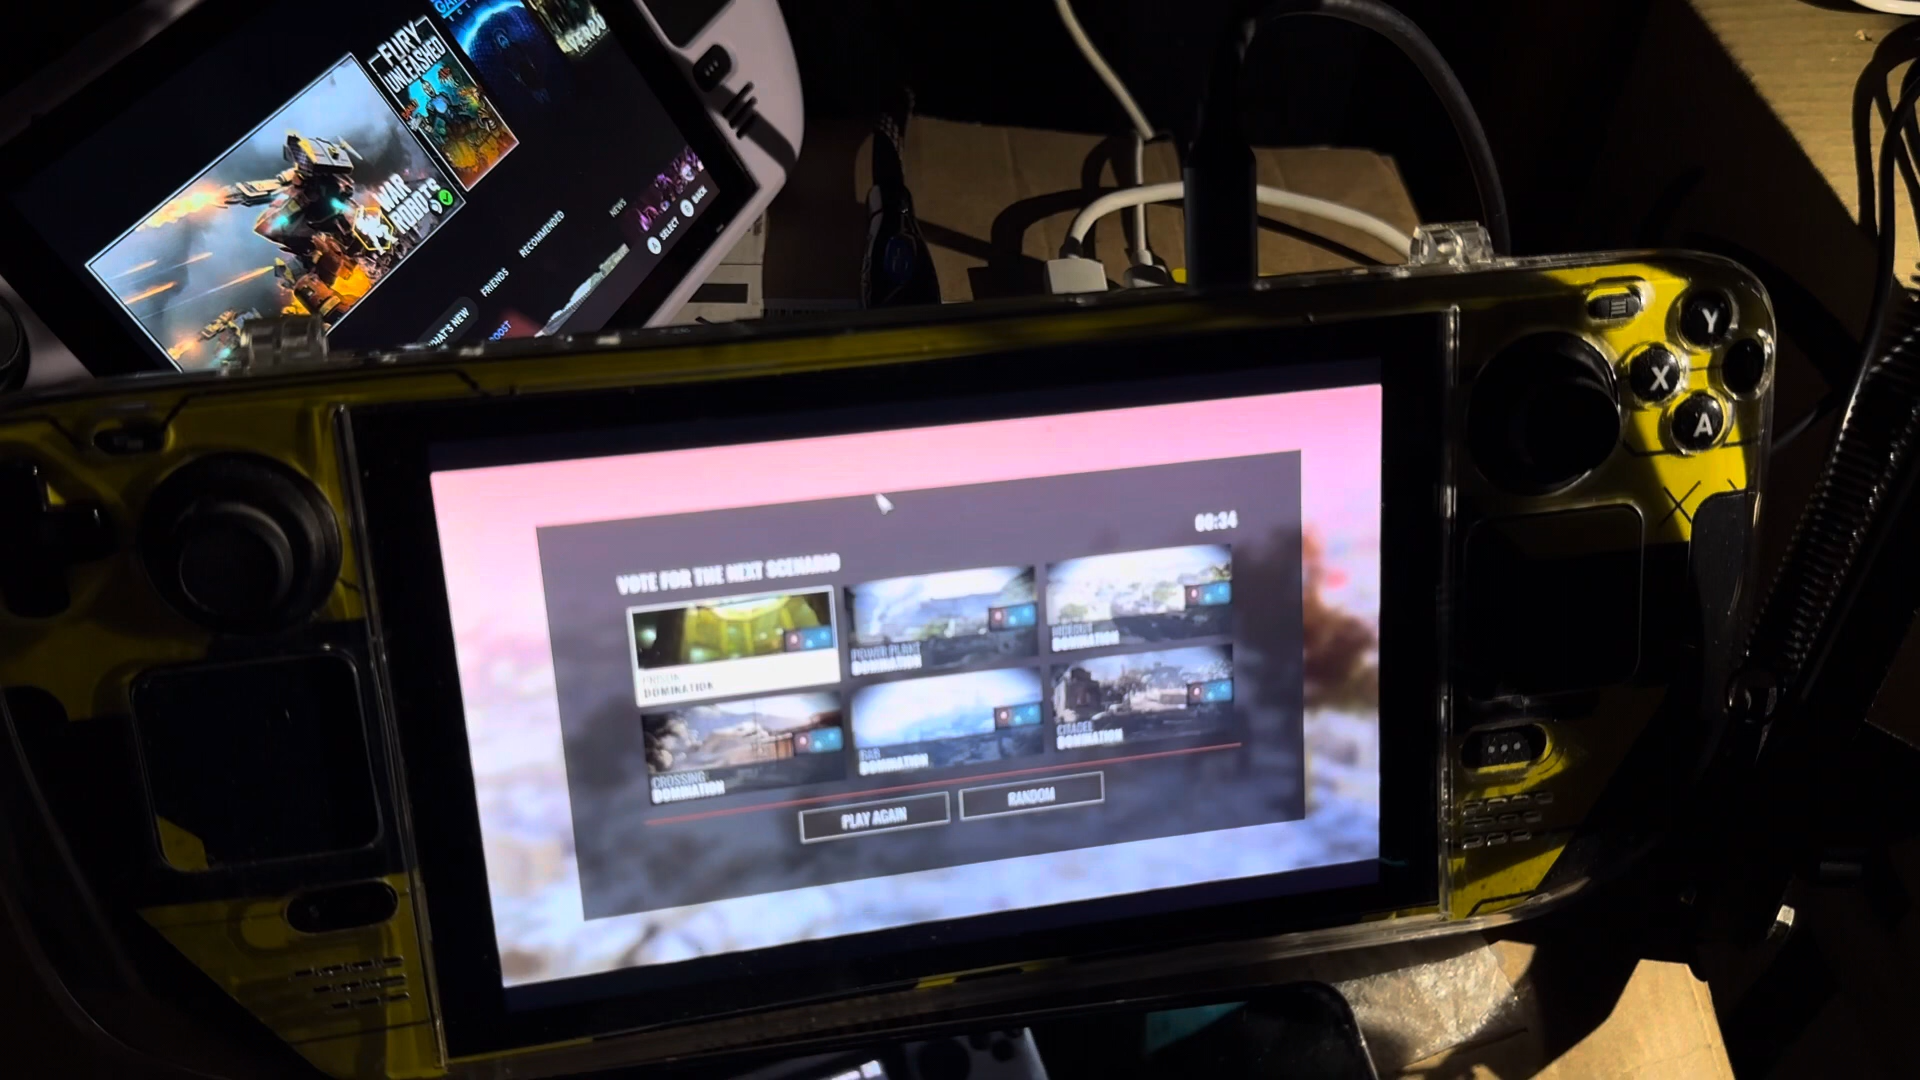 FURY
UNLEASHED
WAR
ROBOTS
WHAT'S NEW
FRIENDS
RECOMMENDED
NEWS
SELECT
BACK
Y
X
A
00:34
VOTE FOR THE NEXT SCENARIO
PRISON
DOMINATION
POWER PLANT
DOMINATION
HIDEOUT
DOMINATION
CROSSING
DOMINATION
DOMINATION
CITADEL
DOMINATION
PLAY AGAIN
RANDOM